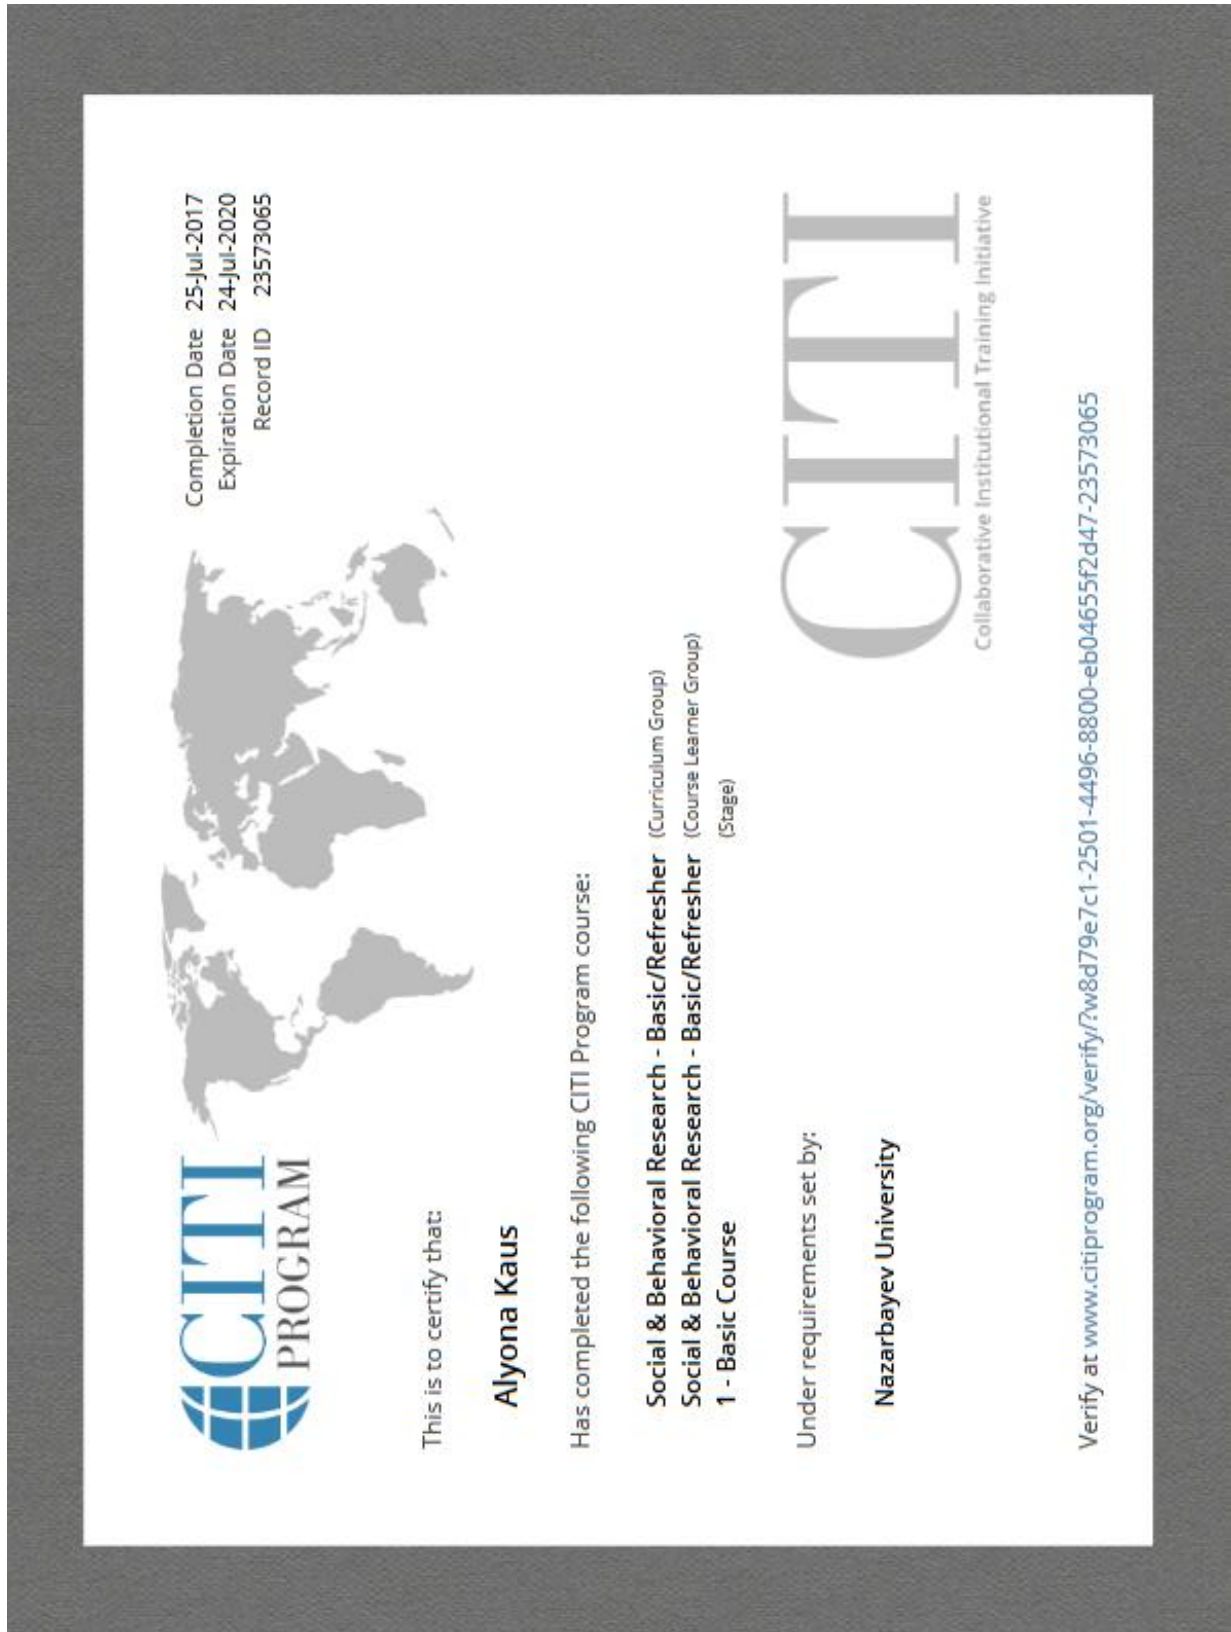 CITI
PROGRAM
Completion Date 25-Jul-2017
Expiration Date 24-Jul-2020
Record ID 23573065
This is to certify that:
Alyona Kaus
Has completed the following CITI Program course:
Social & Behavioral Research - Basic/Refresher (Curriculum Group)
Social & Behavioral Research - Basic/Refresher (Course Learner Group)
1 - Basic Course (Stage)
Under requirements set by:
Nazarbayev University
CITI
Collaborative Institutional Training Initiative
Verify at www.citiprogram.org/verify/?w8d79e7c1-2501-4496-8800-eb04655f2d47-23573065